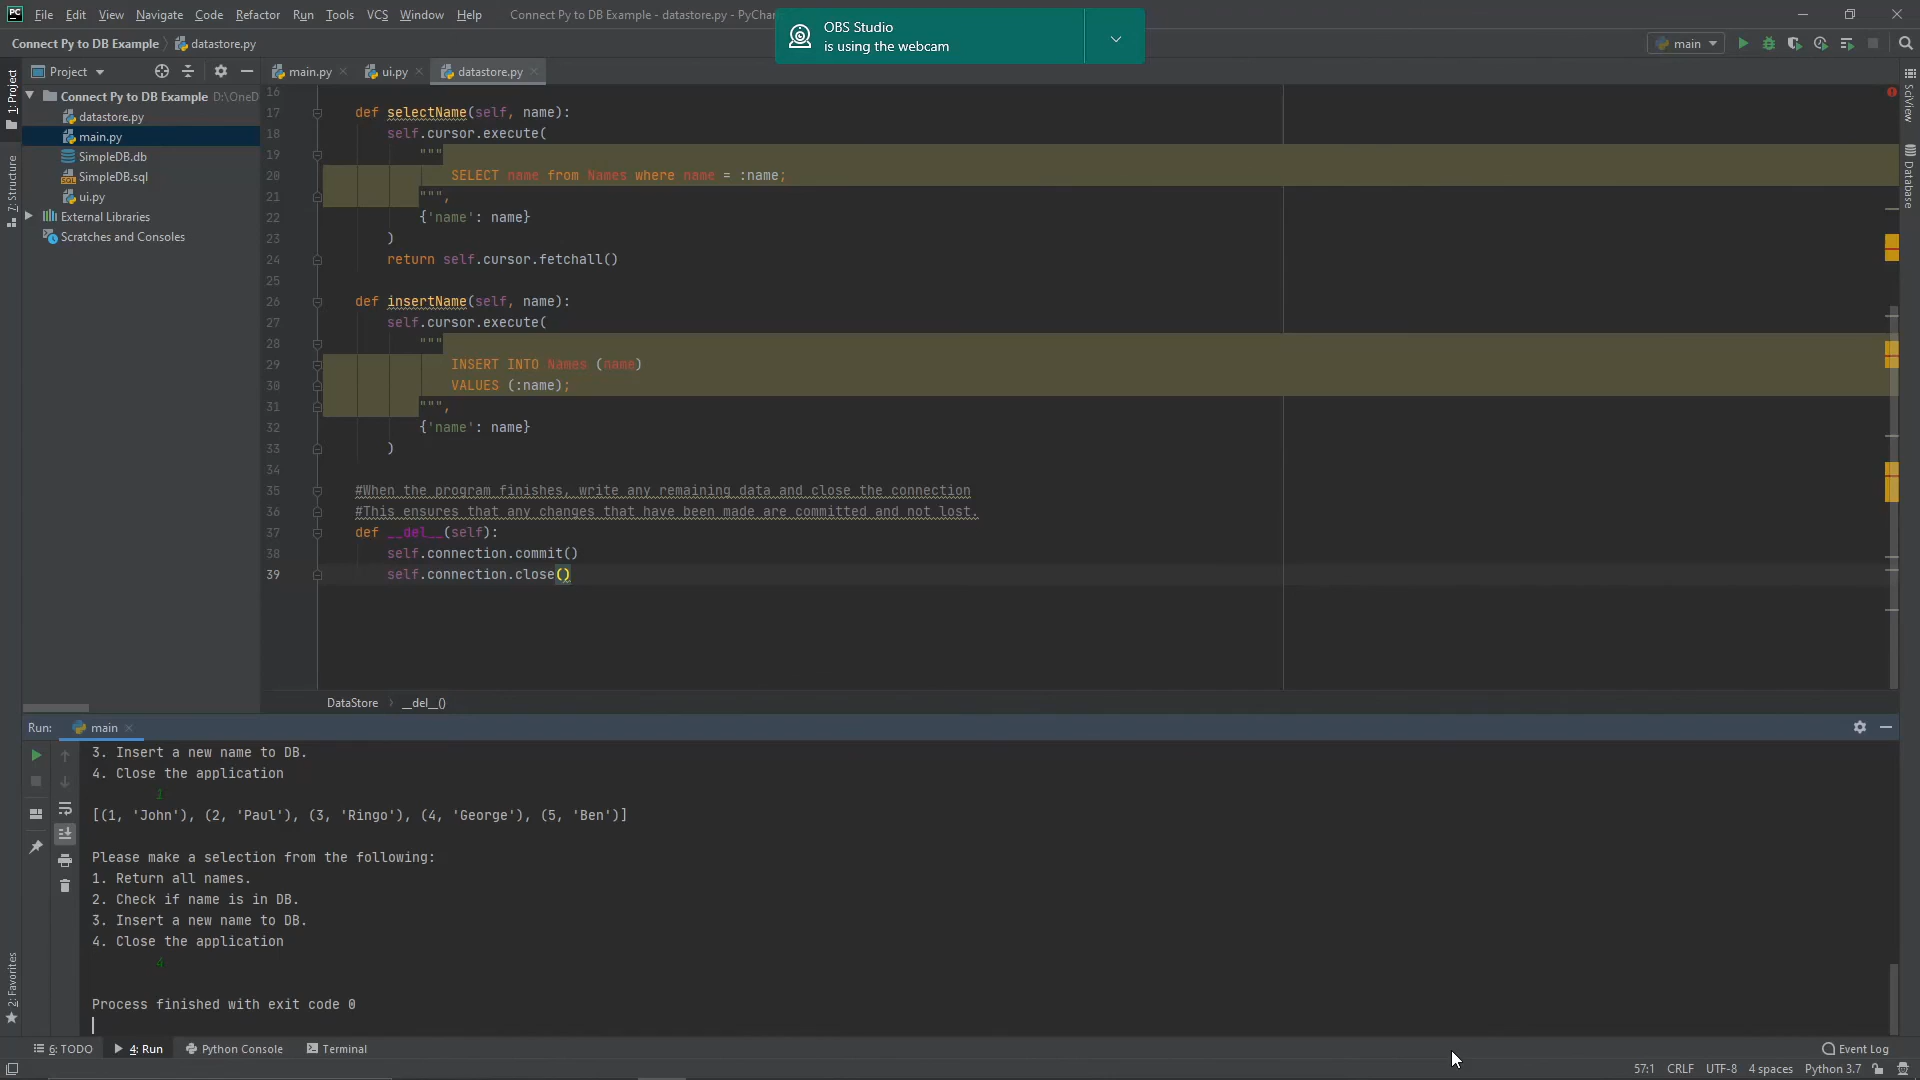 PC File Edit View Navigate Code Refactor Run Tools VCS Window Help Connect Py to DB Example - datastore.py - PyChar
OBS Studio
is using the webcam
Connect Py to DB Example datastore.py
main
Project
main.py ui.py datastore.py
1: Project
7: Structure
2: Favorites
SciView
Database
Connect Py to DB Example D:\OneD
datastore.py
main.py
SimpleDB.db
SimpleDB.sql
ui.py
External Libraries
Scratches and Consoles
16
17 def selectName(self, name):
18 self.cursor.execute(
19 """
20 SELECT name from Names where name = :name;
21 """,
22 {'name': name}
23 )
24 return self.cursor.fetchall()
25
26 def insertName(self, name):
27 self.cursor.execute(
28 """
29 INSERT INTO Names (name)
30 VALUES (:name);
31 """,
32 {'name': name}
33 )
34
35 #When the program finishes, write any remaining data and close the connection
36 #This ensures that any changes that have been made are committed and not lost.
37 def __del__(self):
38 self.connection.commit()
39 self.connection.close()
DataStore __del__()
Run: main
3. Insert a new name to DB.
4. Close the application
1
[(1, 'John'), (2, 'Paul'), (3, 'Ringo'), (4, 'George'), (5, 'Ben')]
Please make a selection from the following:
1. Return all names.
2. Check if name is in DB.
3. Insert a new name to DB.
4. Close the application
4
Process finished with exit code 0
6: TODO 4: Run Python Console Terminal Event Log
57:1 CRLF UTF-8 4 spaces Python 3.7